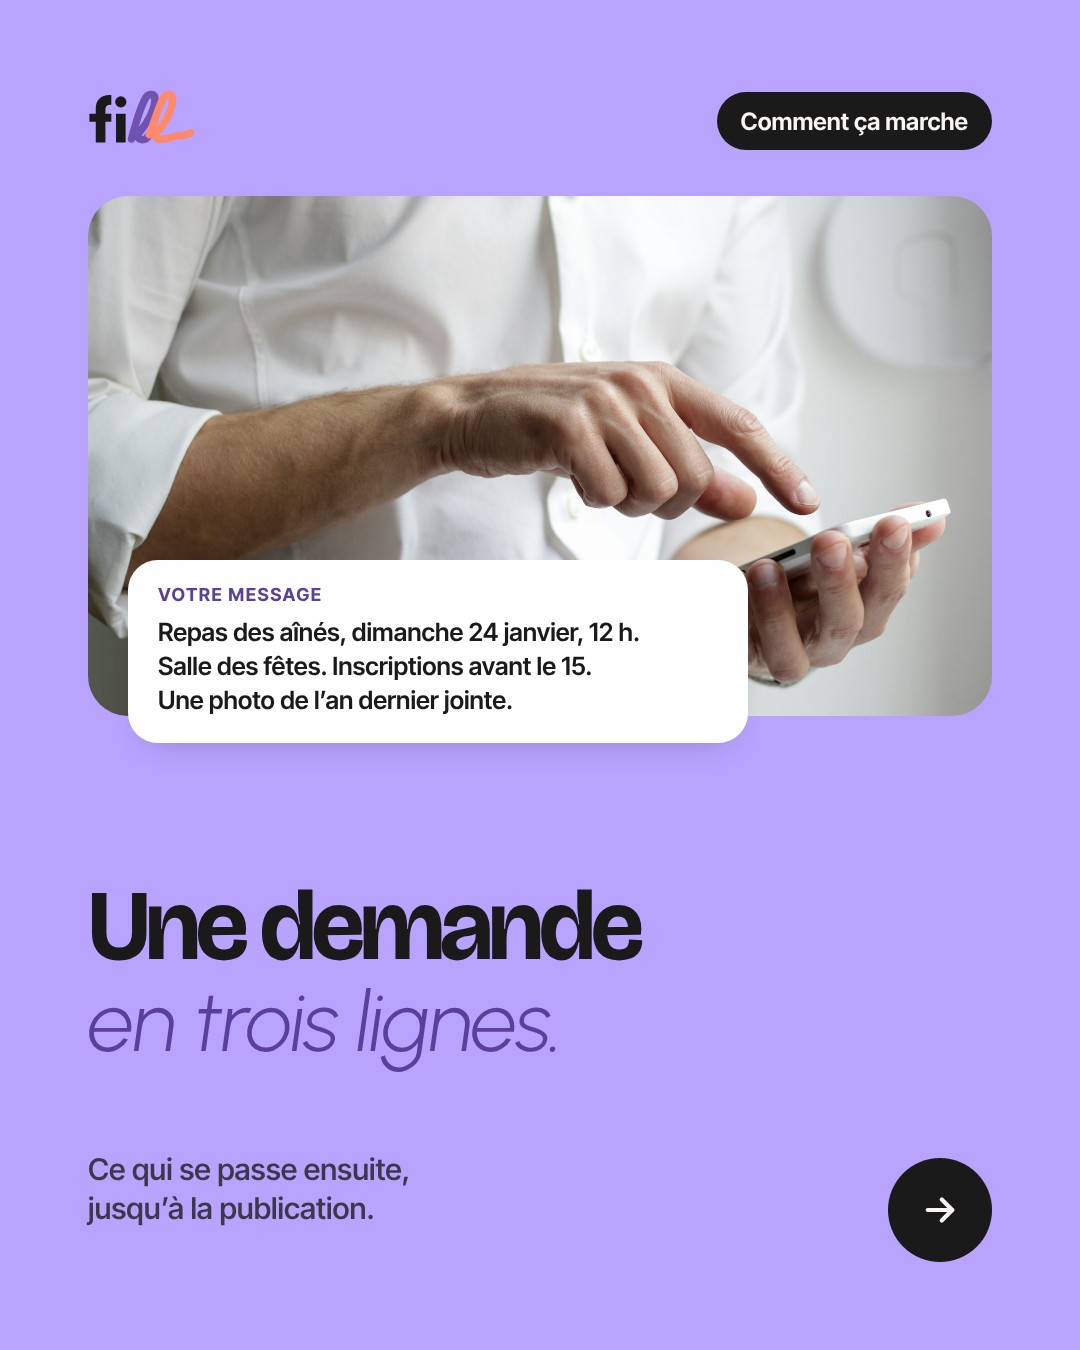 fill
Comment ça marche
VOTRE MESSAGE
Repas des aînés, dimanche 24 janvier, 12 h.
Salle des fêtes. Inscriptions avant le 15.
Une photo de l’an dernier jointe.
Une demande
en trois lignes.
Ce qui se passe ensuite,
jusqu’à la publication.